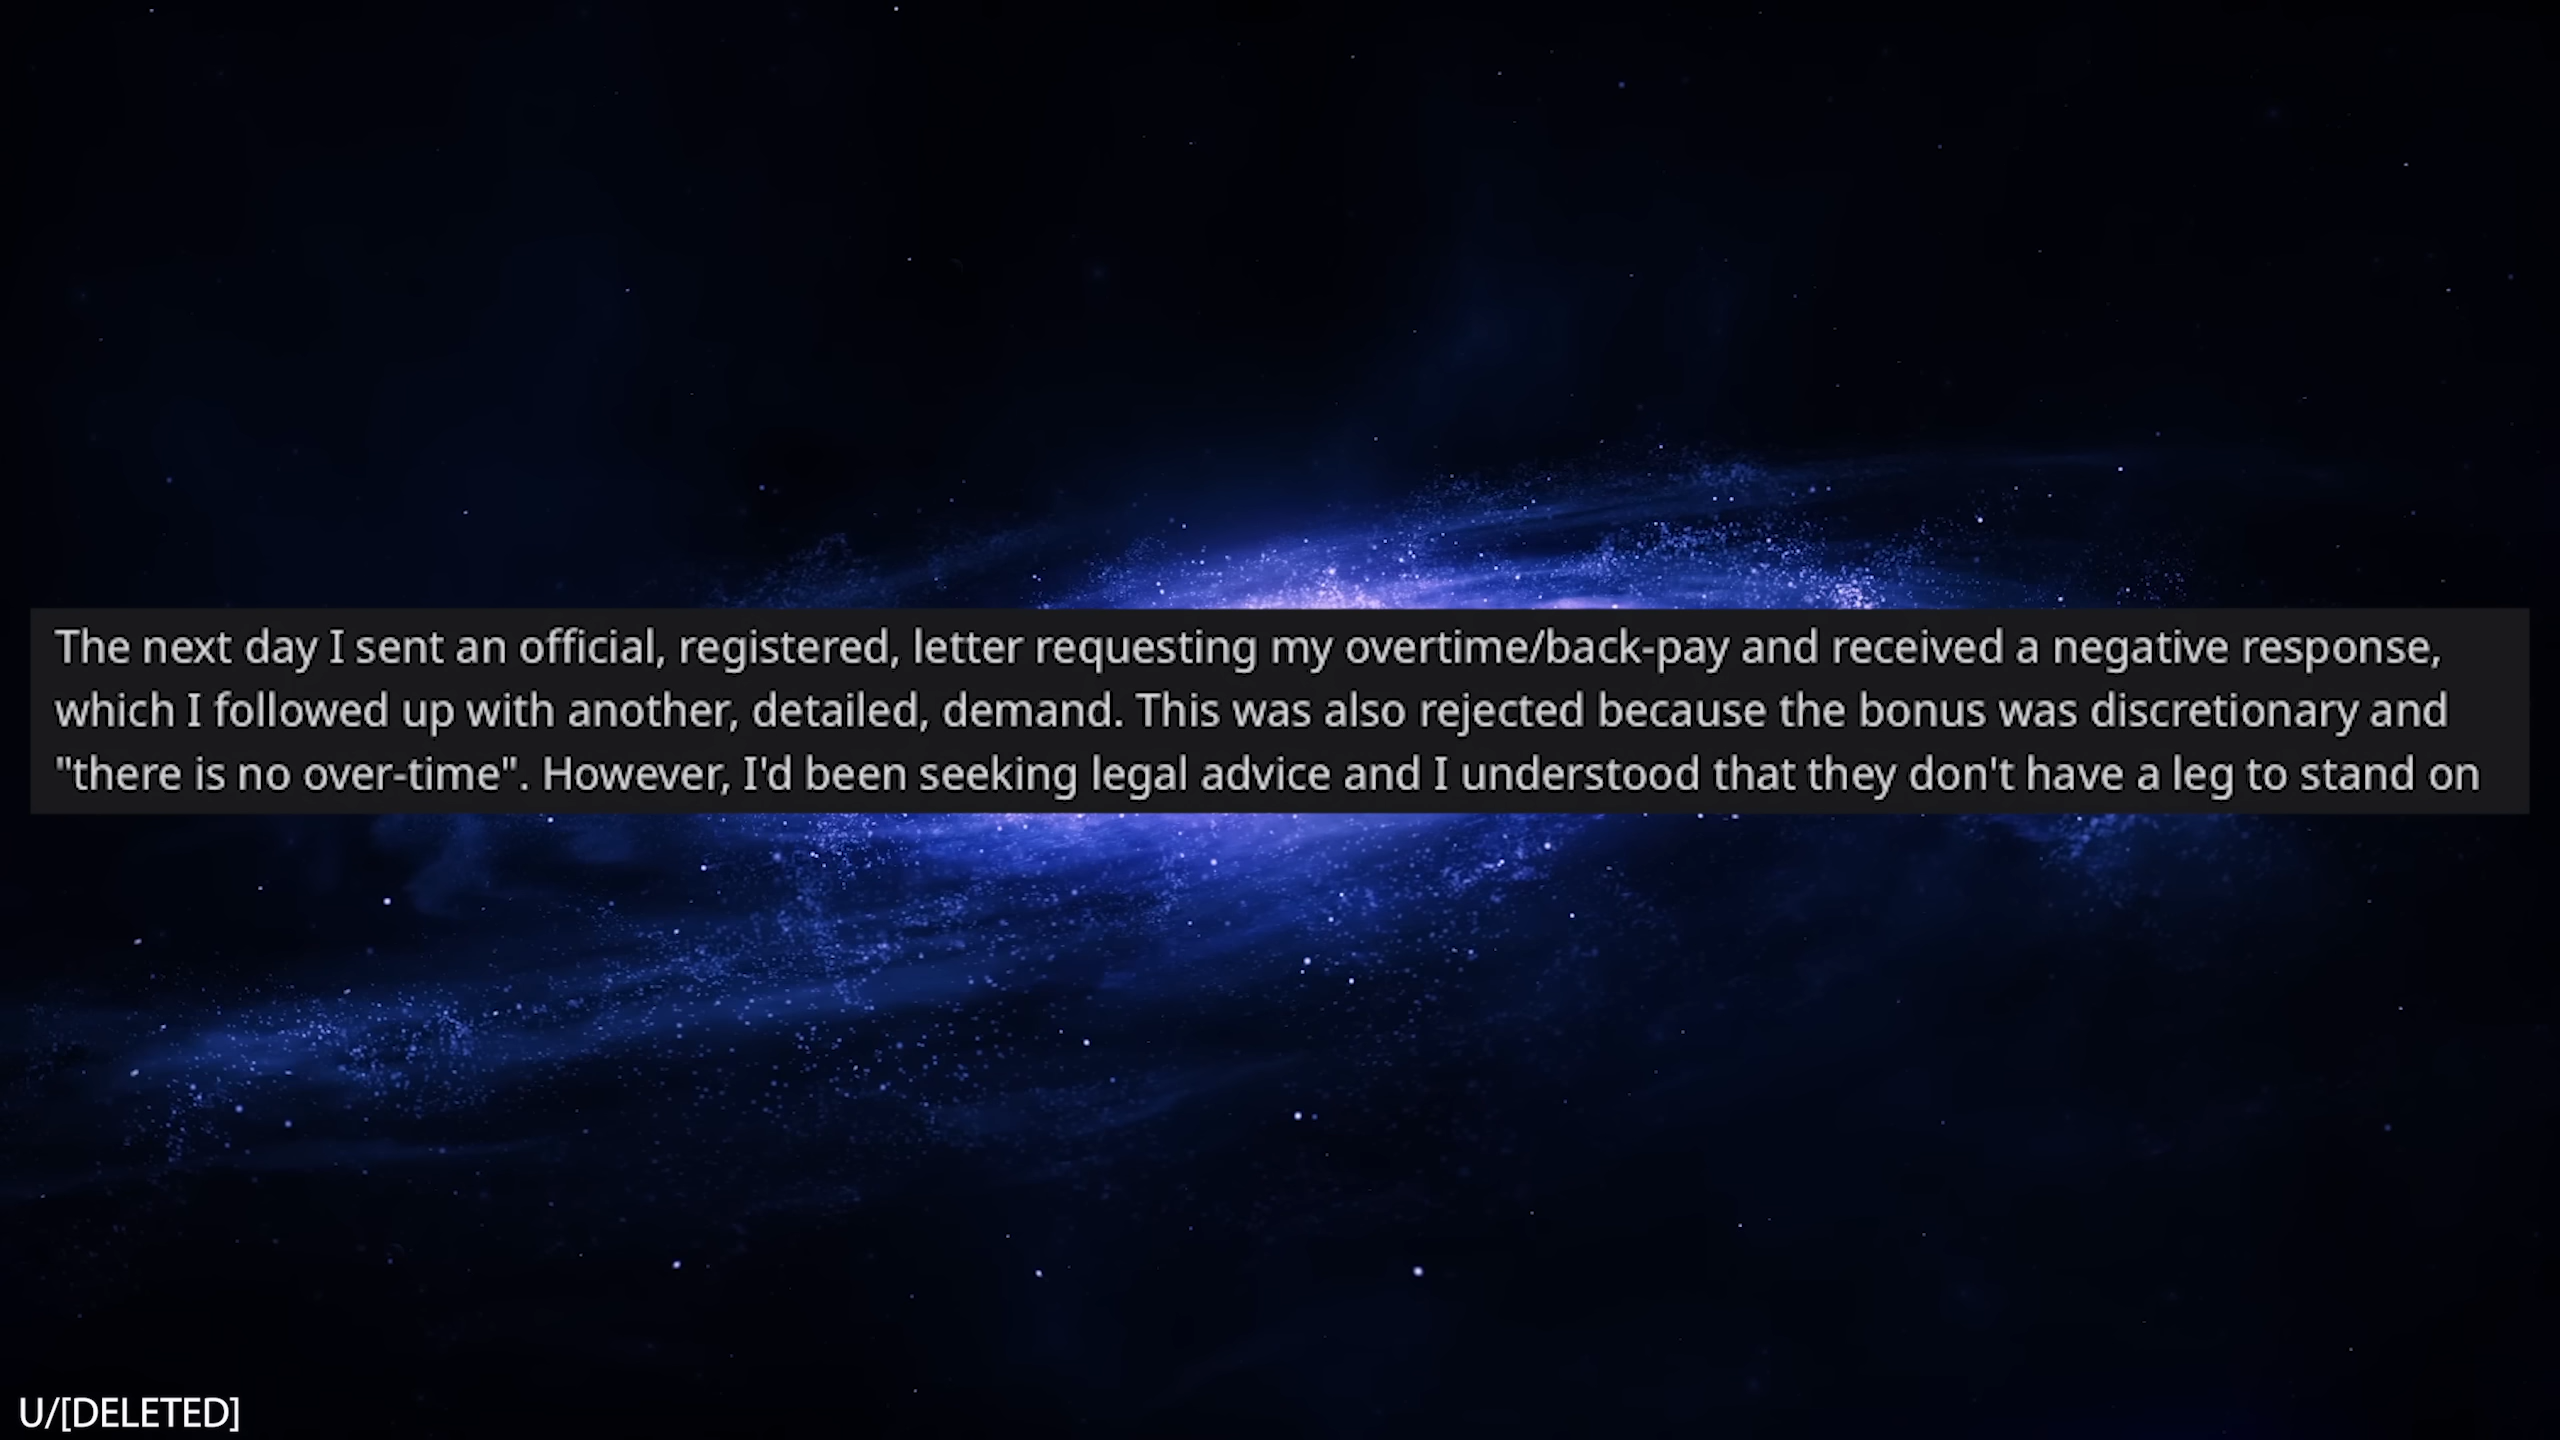 The next day I sent an official, registered, letter requesting my overtime/back-pay and received a negative response,
which I followed up with another, detailed, demand. This was also rejected because the bonus was discretionary and
"there is no over-time". However, I'd been seeking legal advice and I understood that they don't have a leg to stand on
U/[DELETED]